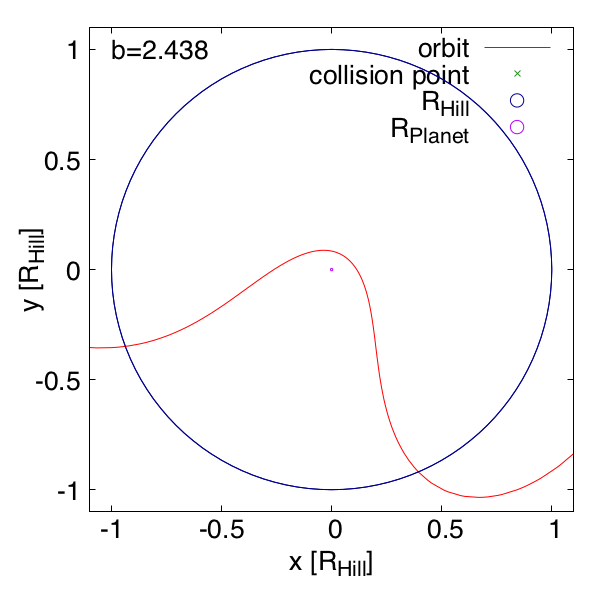 b=2.438
orbit
collision point
R_Hill
R_Planet
1
0.5
0
-0.5
-1
-1
-0.5
0
0.5
1
y [R_Hill]
x [R_Hill]